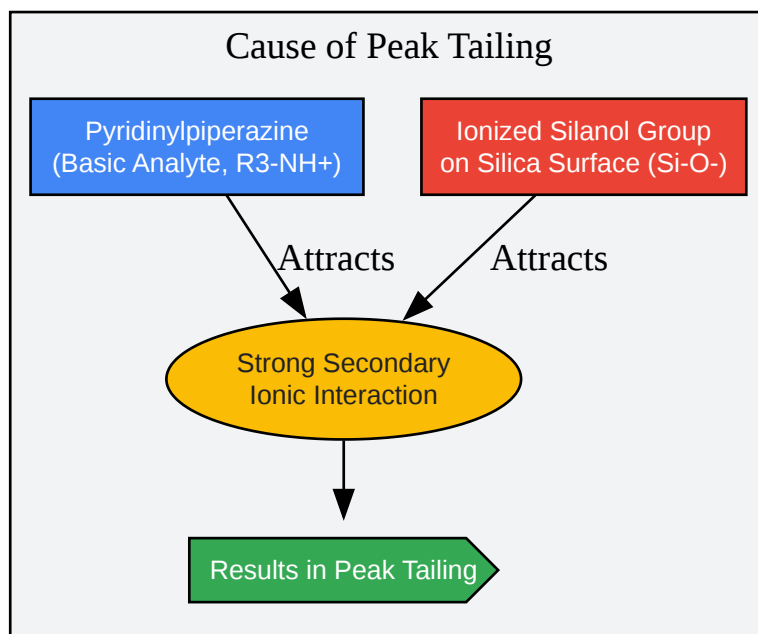 Cause of Peak Tailing
Pyridinylpiperazine
(Basic Analyte, R3-NH+)
Ionized Silanol Group
on Silica Surface (Si-O-)
Attracts
Attracts
Strong Secondary
Ionic Interaction
Results in Peak Tailing